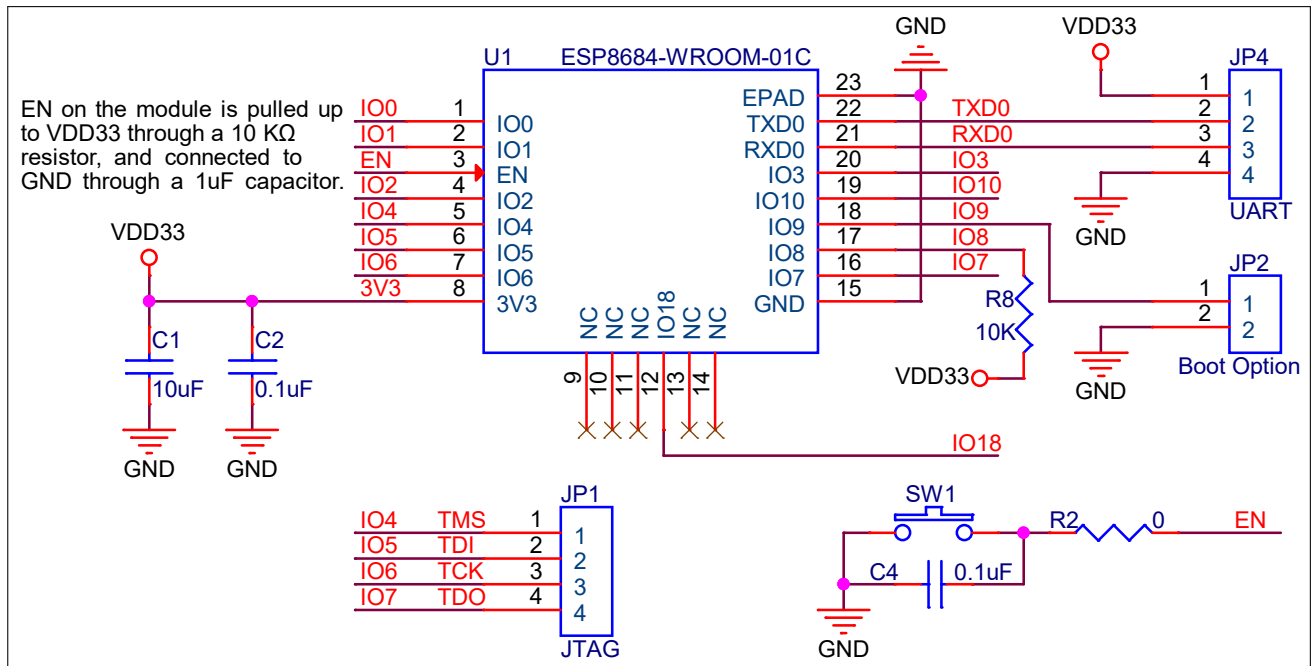 GND
VDD33
U1
ESP8684-WROOM-01C
JP4
EN on the module is pulled up
to VDD33 through a 10 KΩ
resistor, and connected to
GND through a 1uF capacitor.
IO0 1 IO0
IO1 2 IO1
EN 3 EN
IO2 4 IO2
IO4 5 IO4
IO5 6 IO5
IO6 7 IO6
3V3 8 3V3
EPAD 23
TXD0 22 TXD0
RXD0 21 RXD0
IO3 20 IO3
IO10 19 IO10
IO9 18 IO9
IO8 17 IO8
IO7 16 IO7
GND 15
1 1
2 2
3 3
4 4
UART
GND
JP2
1 1
2 2
Boot Option
GND
R8
10K
VDD33
VDD33
C1
10uF
GND
C2
0.1uF
GND
NC NC NC IO18 NC NC
9 10 11 12 13 14
IO18
JP1
IO4 TMS 1 1
IO5 TDI 2 2
IO6 TCK 3 3
IO7 TDO 4 4
JTAG
SW1
R2 0 EN
C4 0.1uF
GND